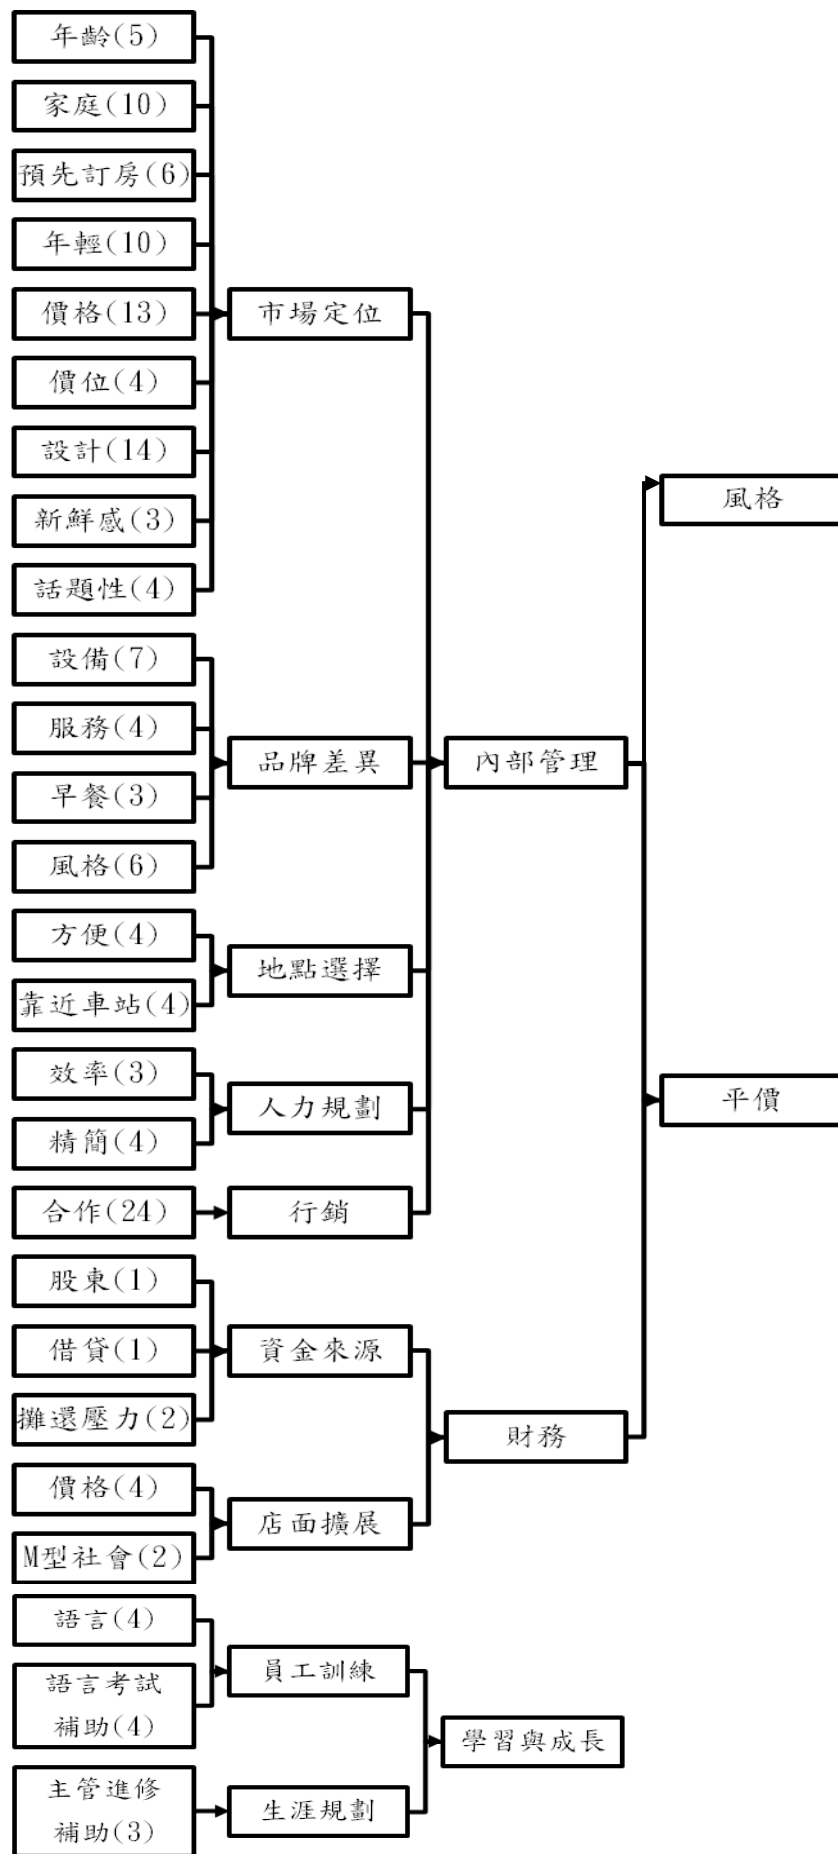 年齡(5)
家庭(10)
預先訂房(6)
年輕(10)
價格(13)
價位(4)
設計(14)
新鮮感(3)
話題性(4)
市場定位
設備(7)
服務(4)
早餐(3)
風格(6)
品牌差異
方便(4)
靠近車站(4)
地點選擇
效率(3)
精簡(4)
人力規劃
合作(24)
行銷
內部管理
股東(1)
借貸(1)
攤還壓力(2)
資金來源
價格(4)
M型社會(2)
店面擴展
財務
風格
平價
語言(4)
語言考試
補助(4)
員工訓練
主管進修
補助(3)
生涯規劃
學習與成長